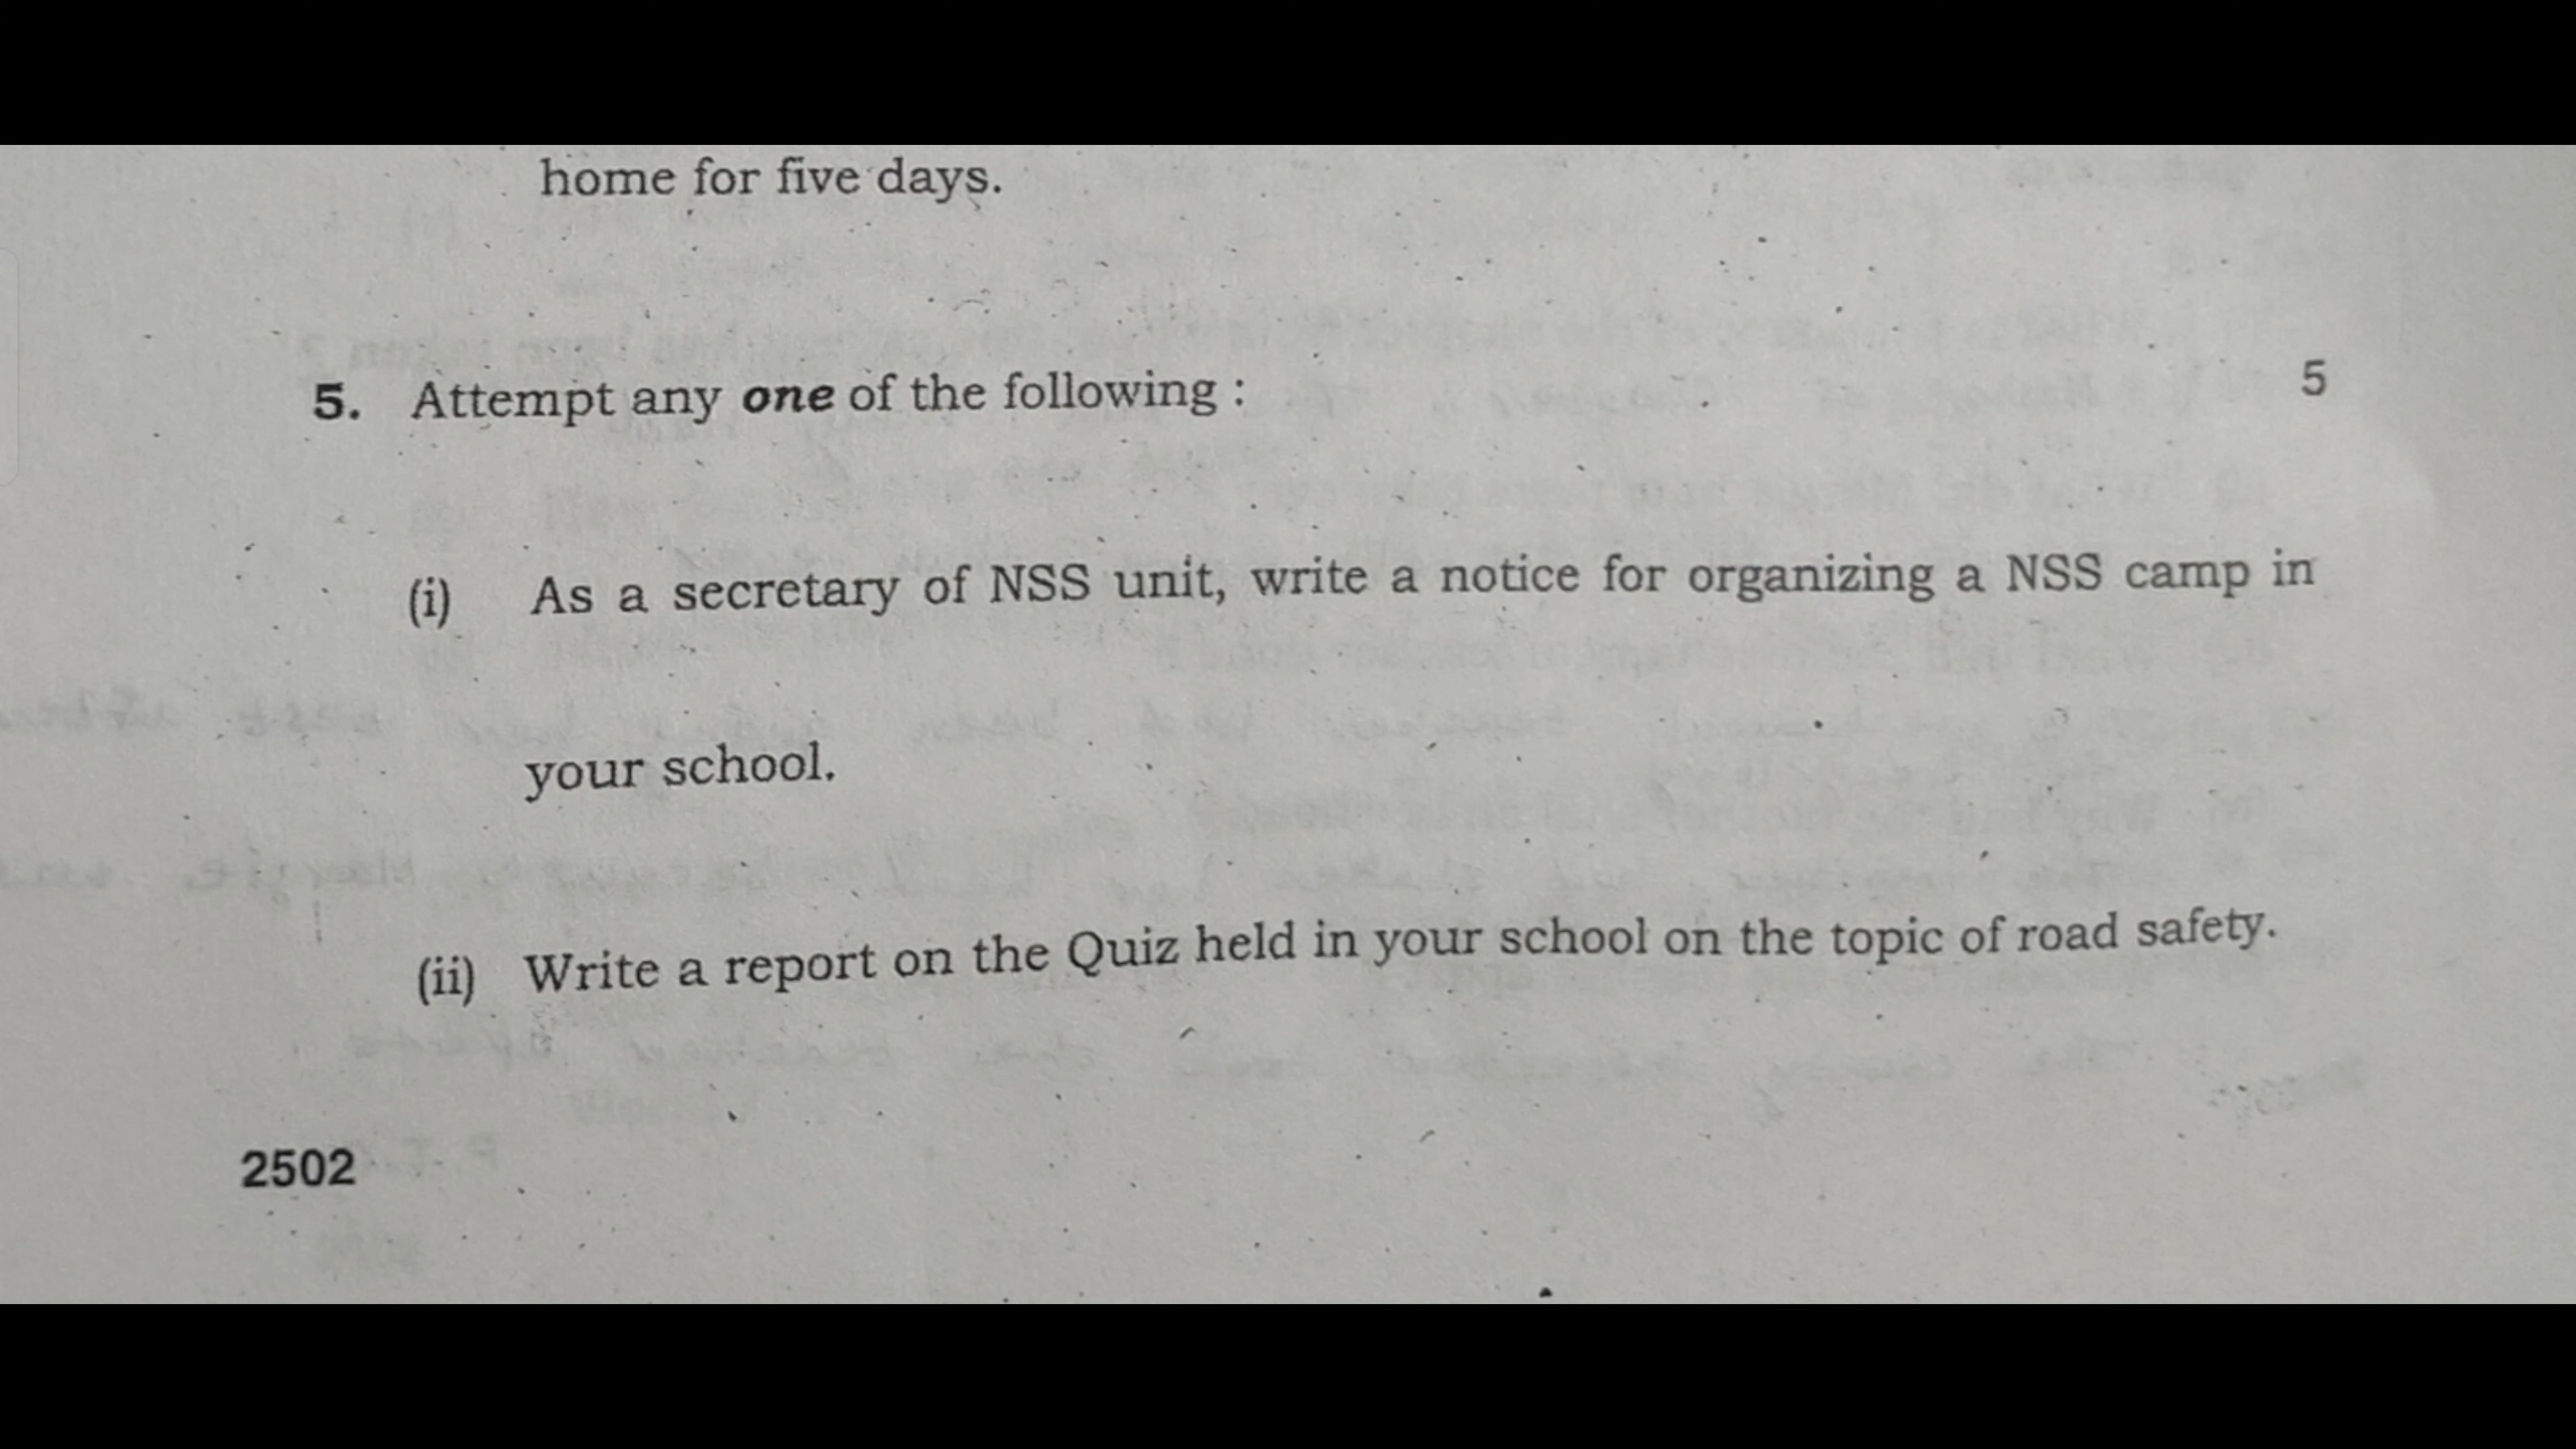 home for five days.
5. Attempt any one of the following : 5
(i) As a secretary of NSS unit, write a notice for organizing a NSS camp in
your school.
(ii) Write a report on the Quiz held in your school on the topic of road safety.
2502